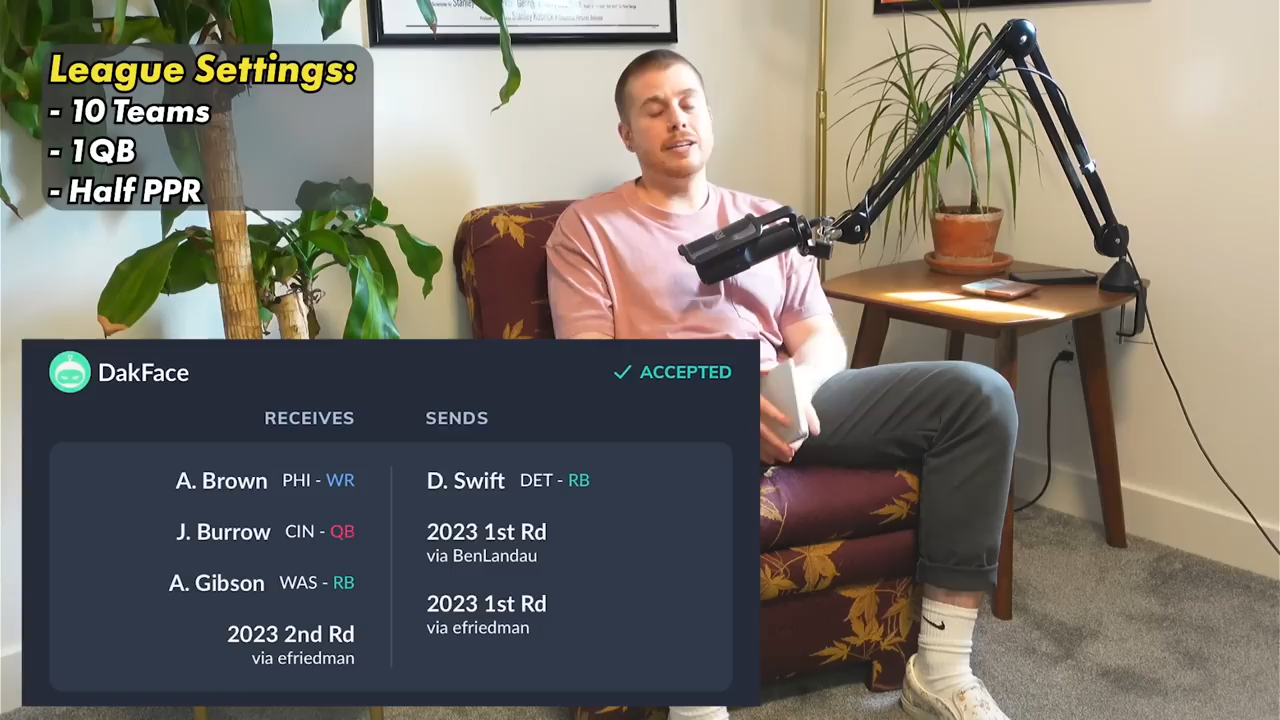 League Settings:
- 10 Teams
- 1QB
- Half PPR
DakFace
✓ ACCEPTED
RECEIVES
SENDS
A. Brown PHI - WR
J. Burrow CIN - QB
A. Gibson WAS - RB
2023 2nd Rd
via efriedman
D. Swift DET - RB
2023 1st Rd
via BenLandau
2023 1st Rd
via efriedman